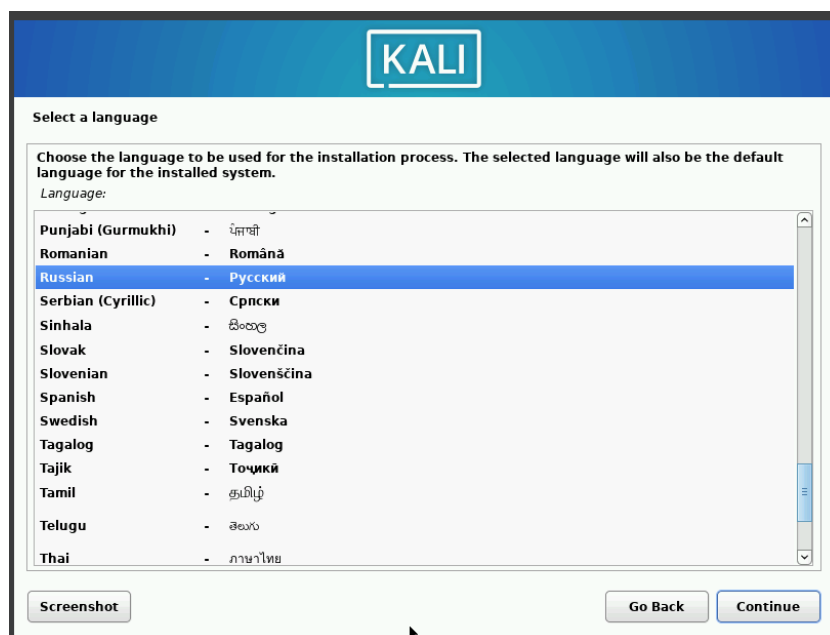 KALI
Select a language
Choose the language to be used for the installation process. The selected language will also be the default
language for the installed system.
Language:
Punjabi (Gurmukhi) - ਪੰਜਾਬੀ
Romanian - Română
Russian - Русский
Serbian (Cyrillic) - Српски
Sinhala - සිංහල
Slovak - Slovenčina
Slovenian - Slovenščina
Spanish - Español
Swedish - Svenska
Tagalog - Tagalog
Tajik - Тоҷикӣ
Tamil - தமிழ்
Telugu - తెలుగు
Thai - ภาษาไทย
Screenshot Go Back Continue